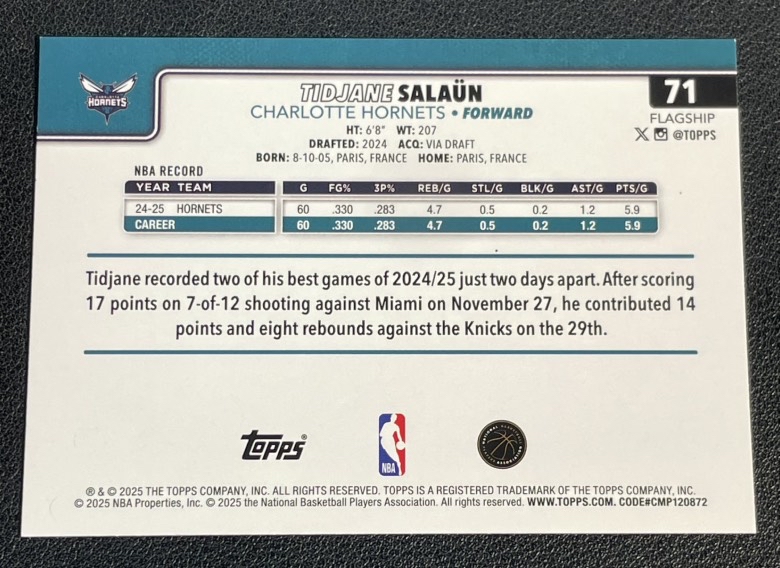 CHARLOTTE
HORNETS
TIDJANE SALAÜN
71
CHARLOTTE HORNETS • FORWARD
FLAGSHIP
HT: 6'8" WT: 207
@TOPPS
DRAFTED: 2024 ACQ: VIA DRAFT
BORN: 8-10-05, PARIS, FRANCE HOME: PARIS, FRANCE
NBA RECORD
YEAR TEAM G FG% 3P% REB/G STL/G BLK/G AST/G PTS/G
24-25 HORNETS 60 .330 .283 4.7 0.5 0.2 1.2 5.9
CAREER 60 .330 .283 4.7 0.5 0.2 1.2 5.9
Tidjane recorded two of his best games of 2024/25 just two days apart. After scoring
17 points on 7-of-12 shooting against Miami on November 27, he contributed 14
points and eight rebounds against the Knicks on the 29th.
Topps®
NBA
® & © 2025 THE TOPPS COMPANY, INC. ALL RIGHTS RESERVED. TOPPS IS A REGISTERED TRADEMARK OF THE TOPPS COMPANY, INC.
© 2025 NBA Properties, Inc. © 2025 the National Basketball Players Association. All rights reserved. WWW.TOPPS.COM. CODE#CMP120872